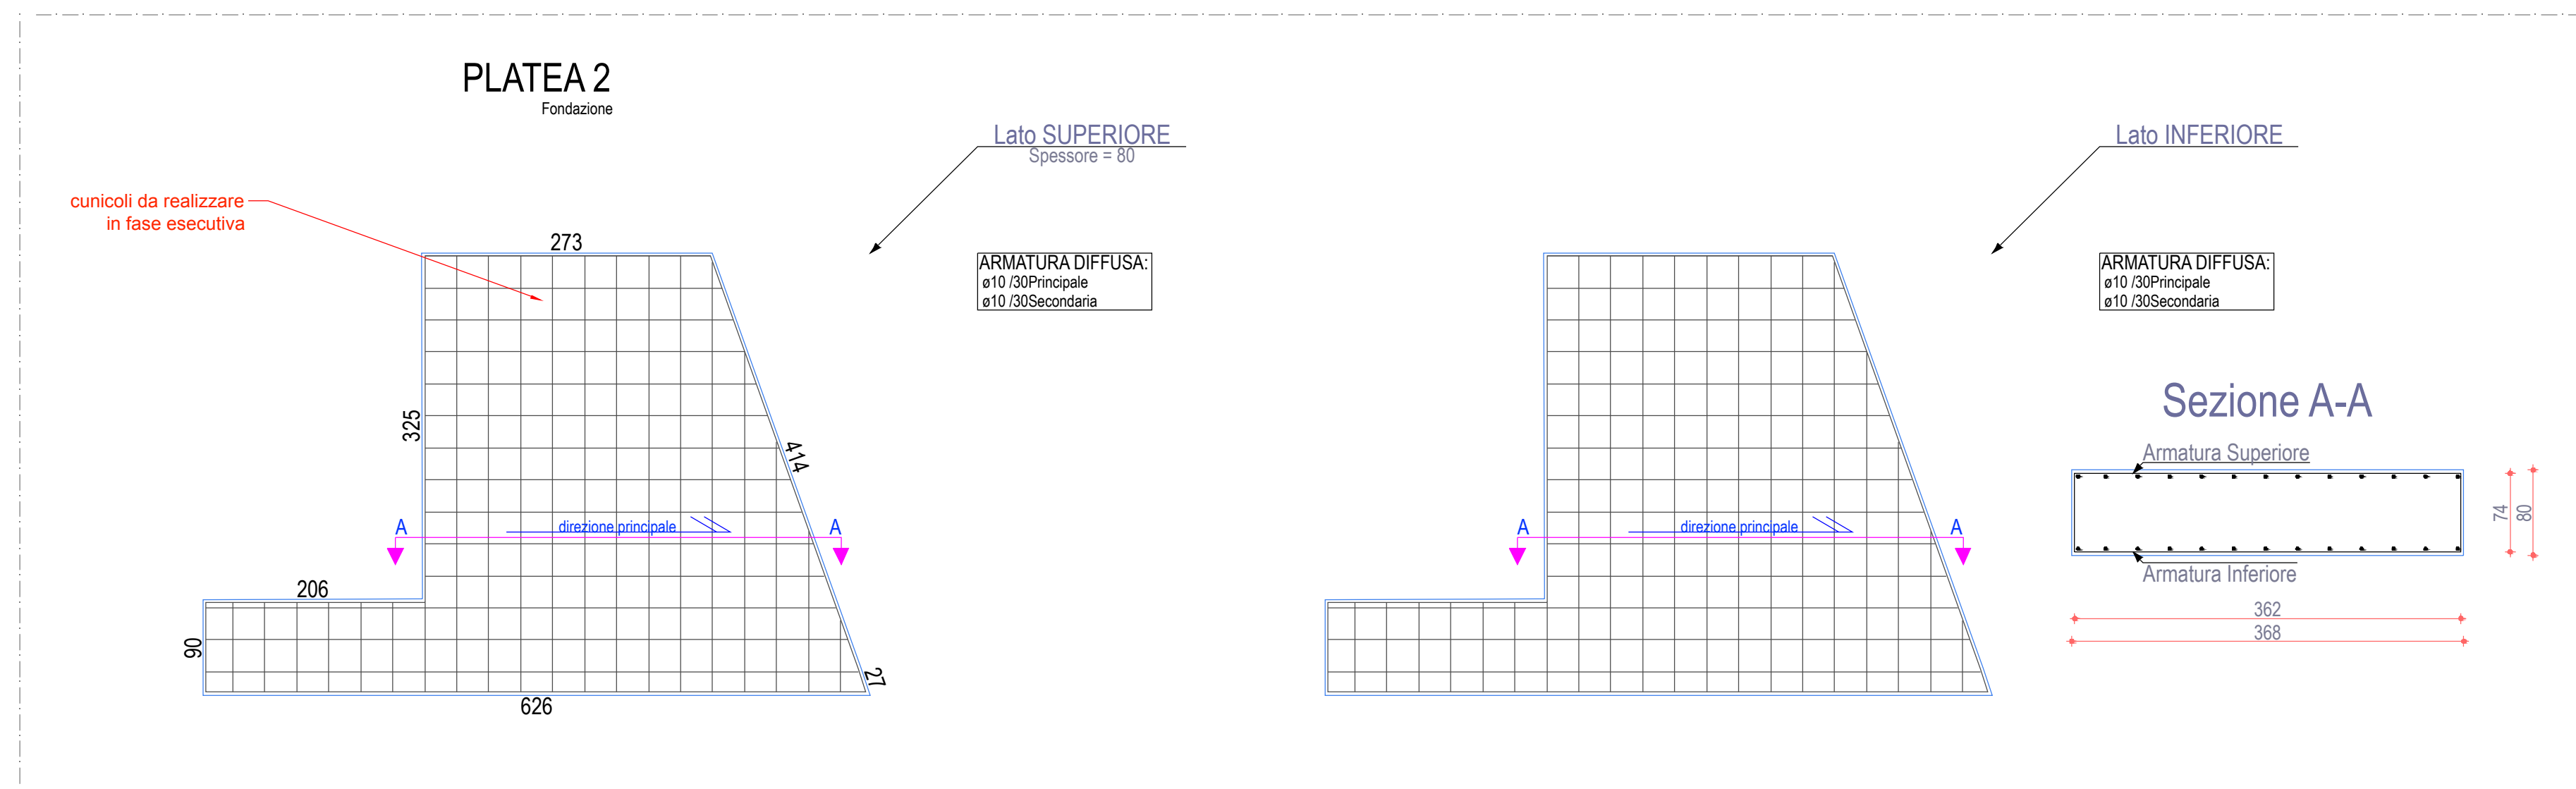 PLATEA 2
Fondazione
Lato SUPERIORE
Spessore = 80
cunicoli da realizzare
in fase esecutiva
273
ARMATURA DIFFUSA:
ø10 /30Principale
ø10 /30Secondaria
325
414
A
direzione principale
A
206
90
27
626
Lato INFERIORE
ARMATURA DIFFUSA:
ø10 /30Principale
ø10 /30Secondaria
A
direzione principale
A
Sezione A-A
Armatura Superiore
74
80
Armatura Inferiore
362
368